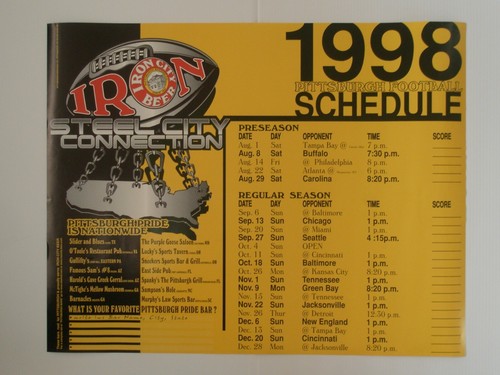 1998
PITTSBURGH FOOTBALL
SCHEDULE
IRON
IRON CITY BEER
STEEL CITY
CONNECTION
PITTSBURGH PRIDE
IS NATIONWIDE
Slider and Blues
O'Toole's Restaurant Pub
Gullifty's
Famous Sam's #8
Harold's Cave Creek Corral
McTighe's Mellow Mushroom
Barnacles
The Purple Goose Saloon
Lucky's Sports Tavern
Snockers Sports Bar & Grill
East Side Pub
Spanky's The Pittsburgh Grill
Sampson's Hole
Murphy's Law Sports Bar
WHAT IS YOUR FAVORITE PITTSBURGH PRIDE BAR?
PRESEASON
DATE DAY OPPONENT TIME SCORE
Aug. 1 Sat Tampa Bay @ 7 p.m.
Aug. 8 Sat Buffalo 7:30 p.m.
Aug. 14 Fri @ Philadelphia 8 p.m.
Aug. 22 Sat Atlanta @ 6 p.m.
Aug. 29 Sat Carolina 8:20 p.m.
REGULAR SEASON
DATE DAY OPPONENT TIME SCORE
Sep. 6 Sun @ Baltimore 1 p.m.
Sep. 13 Sun Chicago 1 p.m.
Sep. 20 Sun @ Miami 1 p.m.
Sep. 27 Sun Seattle 4 :15p.m.
Oct. 4 Sun OPEN
Oct. 11 Sun @ Cincinnati 1 p.m.
Oct. 18 Sun Baltimore 1 p.m.
Oct. 26 Mon @ Kansas City 8:20 p.m.
Nov. 1 Sun Tennessee 1 p.m.
Nov. 9 Mon Green Bay 8:20 p.m.
Nov. 15 Sun @ Tennessee 1 p.m.
Nov. 22 Sun Jacksonville 1 p.m.
Nov. 26 Thur @ Detroit 12:30 p.m.
Dec. 6 Sun New England 1 p.m.
Dec. 13 Sun @ Tampa Bay 1 p.m.
Dec. 20 Sun Cincinnati 1 p.m.
Dec. 28 Mon @ Jacksonville 8:20 p.m.